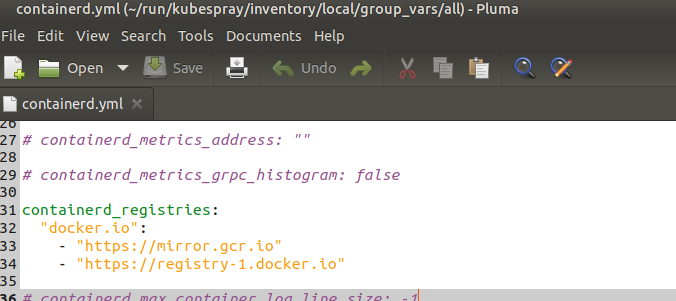 containerd.yml (~/run/kubespray/inventory/local/group_vars/all) - Pluma
File Edit View Search Tools Documents Help
Open Save Undo
containerd.yml
26
27 # containerd_metrics_address: ""
28
29 # containerd_metrics_grpc_histogram: false
30
31 containerd_registries:
32   "docker.io":
33     - "https://mirror.gcr.io"
34     - "https://registry-1.docker.io"
35
36 # containerd_max_container_log_line_size: -1